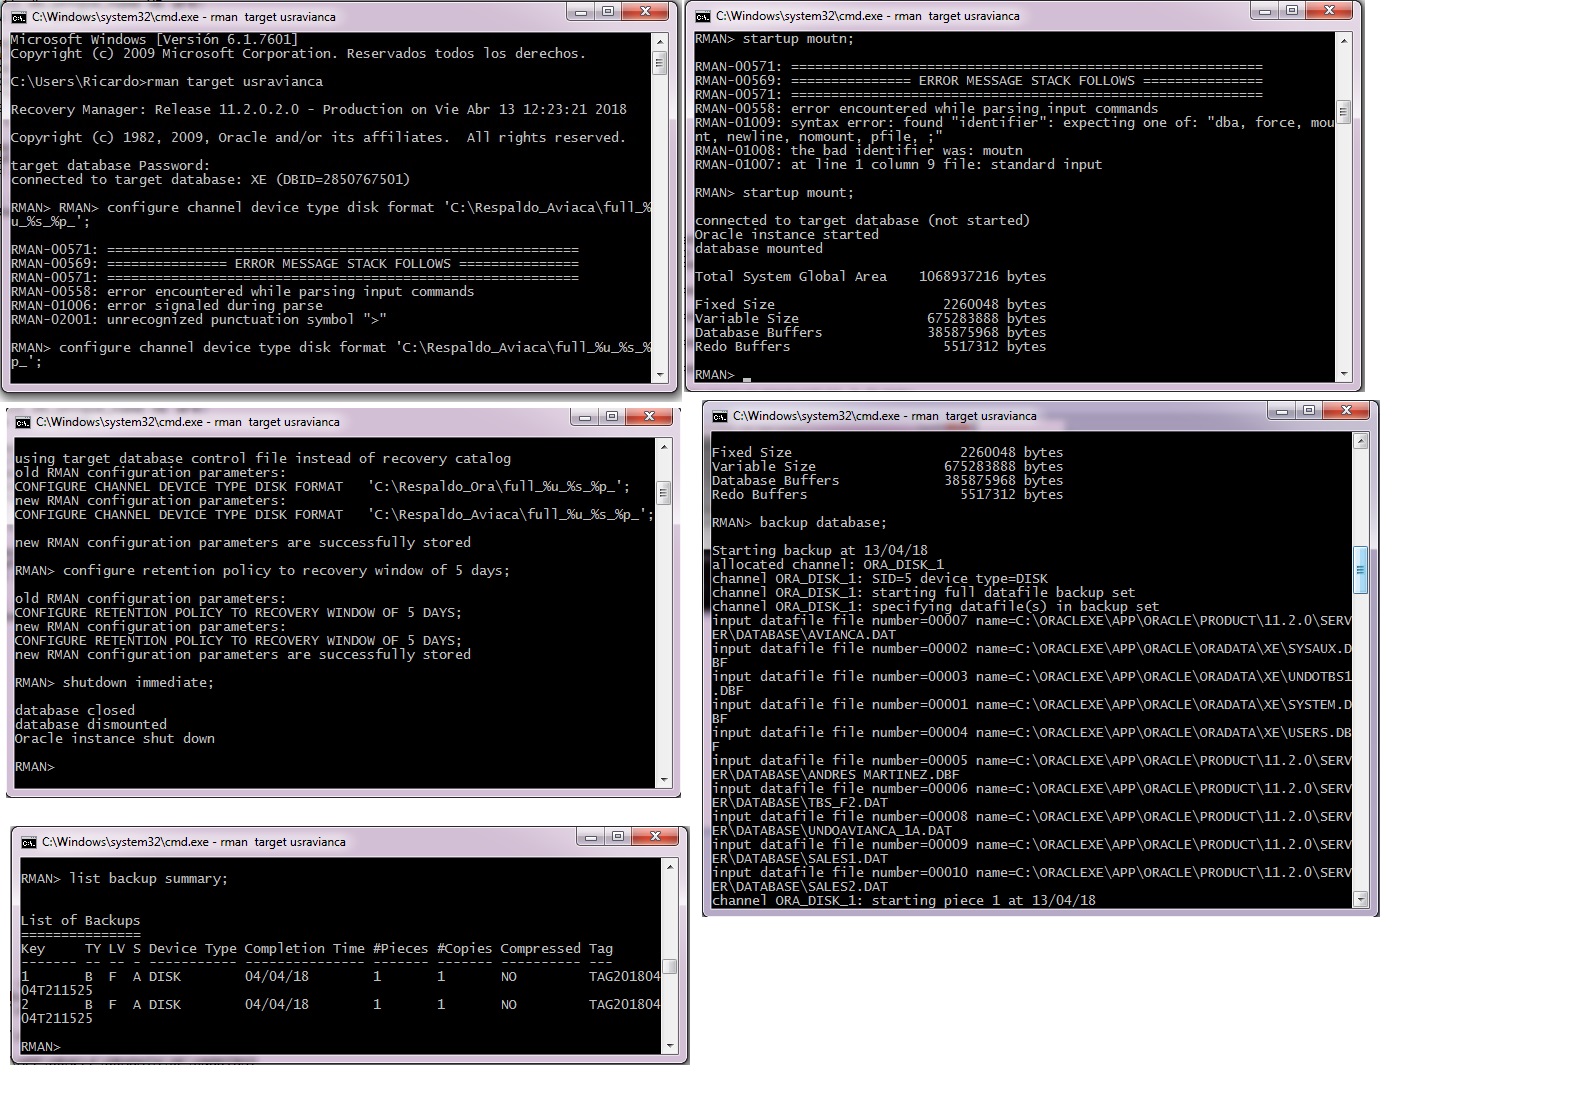 C:\Windows\system32\cmd.exe - rman  target usravianca
Microsoft Windows [Versión 6.1.7601]
Copyright (c) 2009 Microsoft Corporation. Reservados todos los derechos.
C:\Users\Ricardo>rman target usravianca
Recovery Manager: Release 11.2.0.2.0 - Production on Vie Abr 13 12:23:21 2018
Copyright (c) 1982, 2009, Oracle and/or its affiliates.  All rights reserved.
target database Password:
connected to target database: XE (DBID=2850767501)
RMAN> RMAN> configure channel device type disk format 'C:\Respaldo_Aviaca\full_%
u_%s_%p_';
RMAN-00571: ===========================================================
RMAN-00569: =============== ERROR MESSAGE STACK FOLLOWS ===============
RMAN-00571: ===========================================================
RMAN-00558: error encountered while parsing input commands
RMAN-01006: error signaled during parse
RMAN-02001: unrecognized punctuation symbol ">"
RMAN> configure channel device type disk format 'C:\Respaldo_Aviaca\full_%u_%s_%
p_';
C:\Windows\system32\cmd.exe - rman  target usravianca
RMAN> startup moutn;
RMAN-00571: ===========================================================
RMAN-00569: =============== ERROR MESSAGE STACK FOLLOWS ===============
RMAN-00571: ===========================================================
RMAN-00558: error encountered while parsing input commands
RMAN-01009: syntax error: found "identifier": expecting one of: "dba, force, mou
nt, newline, nomount, pfile, ;"
RMAN-01008: the bad identifier was: moutn
RMAN-01007: at line 1 column 9 file: standard input
RMAN> startup mount;
connected to target database (not started)
Oracle instance started
database mounted
Total System Global Area    1068937216 bytes
Fixed Size                     2260048 bytes
Variable Size                675283888 bytes
Database Buffers             385875968 bytes
Redo Buffers                   5517312 bytes
RMAN> _
C:\Windows\system32\cmd.exe - rman  target usravianca
using target database control file instead of recovery catalog
old RMAN configuration parameters:
CONFIGURE CHANNEL DEVICE TYPE DISK FORMAT   'C:\Respaldo_Ora\full_%u_%s_%p_';
new RMAN configuration parameters:
CONFIGURE CHANNEL DEVICE TYPE DISK FORMAT   'C:\Respaldo_Aviaca\full_%u_%s_%p_';
new RMAN configuration parameters are successfully stored
RMAN> configure retention policy to recovery window of 5 days;
old RMAN configuration parameters:
CONFIGURE RETENTION POLICY TO RECOVERY WINDOW OF 5 DAYS;
new RMAN configuration parameters:
CONFIGURE RETENTION POLICY TO RECOVERY WINDOW OF 5 DAYS;
new RMAN configuration parameters are successfully stored
RMAN> shutdown immediate;
database closed
database dismounted
Oracle instance shut down
RMAN>
C:\Windows\system32\cmd.exe - rman  target usravianca
Fixed Size                     2260048 bytes
Variable Size                675283888 bytes
Database Buffers             385875968 bytes
Redo Buffers                   5517312 bytes
RMAN> backup database;
Starting backup at 13/04/18
allocated channel: ORA_DISK_1
channel ORA_DISK_1: SID=5 device type=DISK
channel ORA_DISK_1: starting full datafile backup set
channel ORA_DISK_1: specifying datafile(s) in backup set
input datafile file number=00007 name=C:\ORACLEXE\APP\ORACLE\PRODUCT\11.2.0\SERV
ER\DATABASE\AVIANCA.DAT
input datafile file number=00002 name=C:\ORACLEXE\APP\ORACLE\ORADATA\XE\SYSAUX.D
BF
input datafile file number=00003 name=C:\ORACLEXE\APP\ORACLE\ORADATA\XE\UNDOTBS1
.DBF
input datafile file number=00001 name=C:\ORACLEXE\APP\ORACLE\ORADATA\XE\SYSTEM.D
BF
input datafile file number=00004 name=C:\ORACLEXE\APP\ORACLE\ORADATA\XE\USERS.DB
F
input datafile file number=00005 name=C:\ORACLEXE\APP\ORACLE\PRODUCT\11.2.0\SERV
ER\DATABASE\ANDRES MARTINEZ.DBF
input datafile file number=00006 name=C:\ORACLEXE\APP\ORACLE\PRODUCT\11.2.0\SERV
ER\DATABASE\TBS_F2.DAT
input datafile file number=00008 name=C:\ORACLEXE\APP\ORACLE\PRODUCT\11.2.0\SERV
ER\DATABASE\UNDOAVIANCA_1A.DAT
input datafile file number=00009 name=C:\ORACLEXE\APP\ORACLE\PRODUCT\11.2.0\SERV
ER\DATABASE\SALES1.DAT
input datafile file number=00010 name=C:\ORACLEXE\APP\ORACLE\PRODUCT\11.2.0\SERV
ER\DATABASE\SALES2.DAT
channel ORA_DISK_1: starting piece 1 at 13/04/18
C:\Windows\system32\cmd.exe - rman  target usravianca
RMAN> list backup summary;
List of Backups
===============
Key     TY LV S Device Type Completion Time #Pieces #Copies Compressed Tag
------- -- -- - ----------- --------------- ------- ------- ---------- ---
1       B  F  A DISK        04/04/18        1       1       NO         TAG201804
04T211525
2       B  F  A DISK        04/04/18        1       1       NO         TAG201804
04T211525
RMAN>